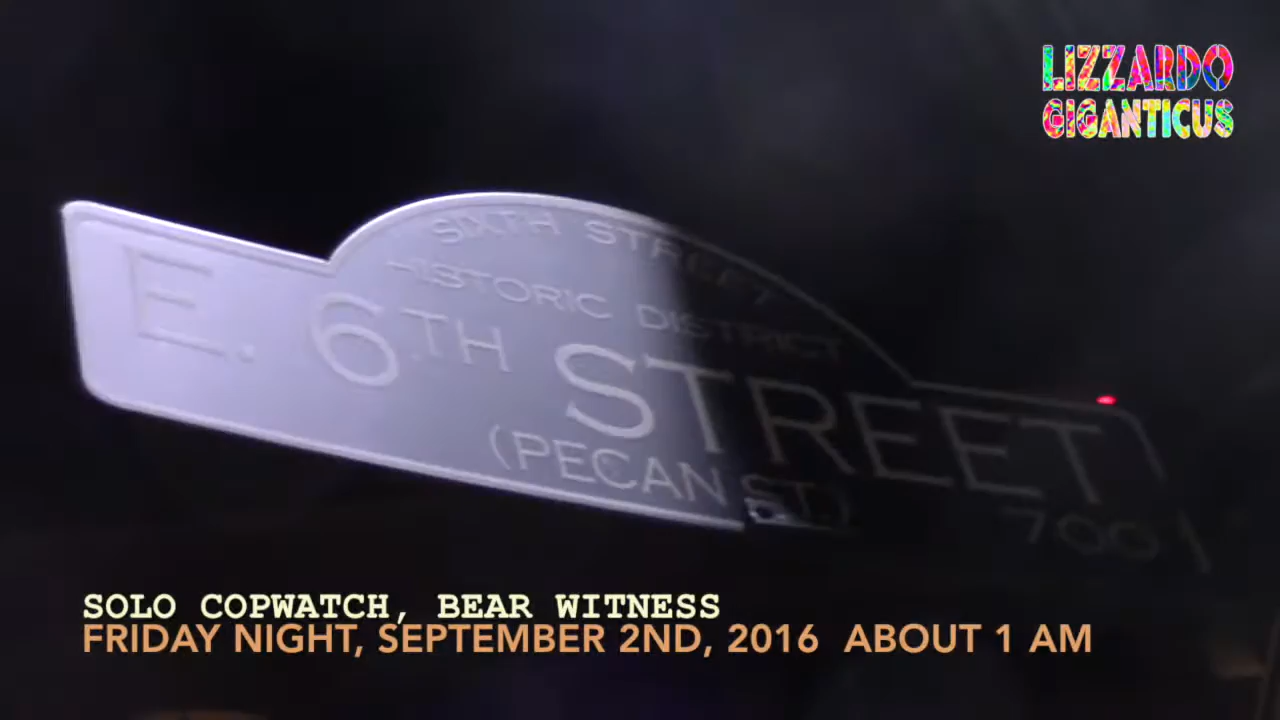 LIZZARDO
GIGANTICUS
SIXTH STREET
HISTORIC DISTRICT
E. 6TH STREET
(PECAN ST)
700
SOLO COPWATCH, BEAR WITNESS
FRIDAY NIGHT, SEPTEMBER 2ND, 2016 ABOUT 1 AM